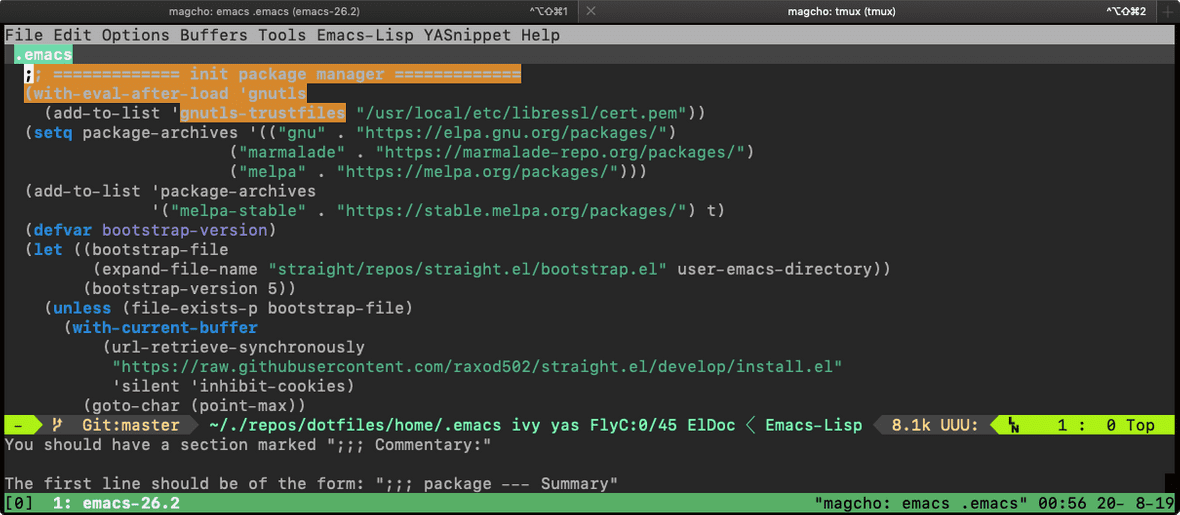 magcho: emacs .emacs (emacs-26.2) ⌃⌥⇧⌘1 magcho: tmux (tmux) ⌃⌥⇧⌘2
File Edit Options Buffers Tools Emacs-Lisp YASnippet Help
.emacs
;; ============= init package manager =============
(with-eval-after-load 'gnutls
(add-to-list 'gnutls-trustfiles "/usr/local/etc/libressl/cert.pem"))
(setq package-archives '(("gnu" . "https://elpa.gnu.org/packages/")
("marmalade" . "https://marmalade-repo.org/packages/")
("melpa" . "https://melpa.org/packages/")))
(add-to-list 'package-archives
'("melpa-stable" . "https://stable.melpa.org/packages/") t)
(defvar bootstrap-version)
(let ((bootstrap-file
(expand-file-name "straight/repos/straight.el/bootstrap.el" user-emacs-directory))
(bootstrap-version 5))
(unless (file-exists-p bootstrap-file)
(with-current-buffer
(url-retrieve-synchronously
"https://raw.githubusercontent.com/raxod502/straight.el/develop/install.el"
'silent 'inhibit-cookies)
(goto-char (point-max))
- Git:master ~/./repos/dotfiles/home/.emacs ivy yas FlyC:0/45 ElDoc < Emacs-Lisp 8.1k UUU: LN 1 : 0 Top
You should have a section marked ";;; Commentary:"
The first line should be of the form: ";;; package --- Summary"
[0] 1: emacs-26.2 "magcho: emacs .emacs" 00:56 20- 8-19